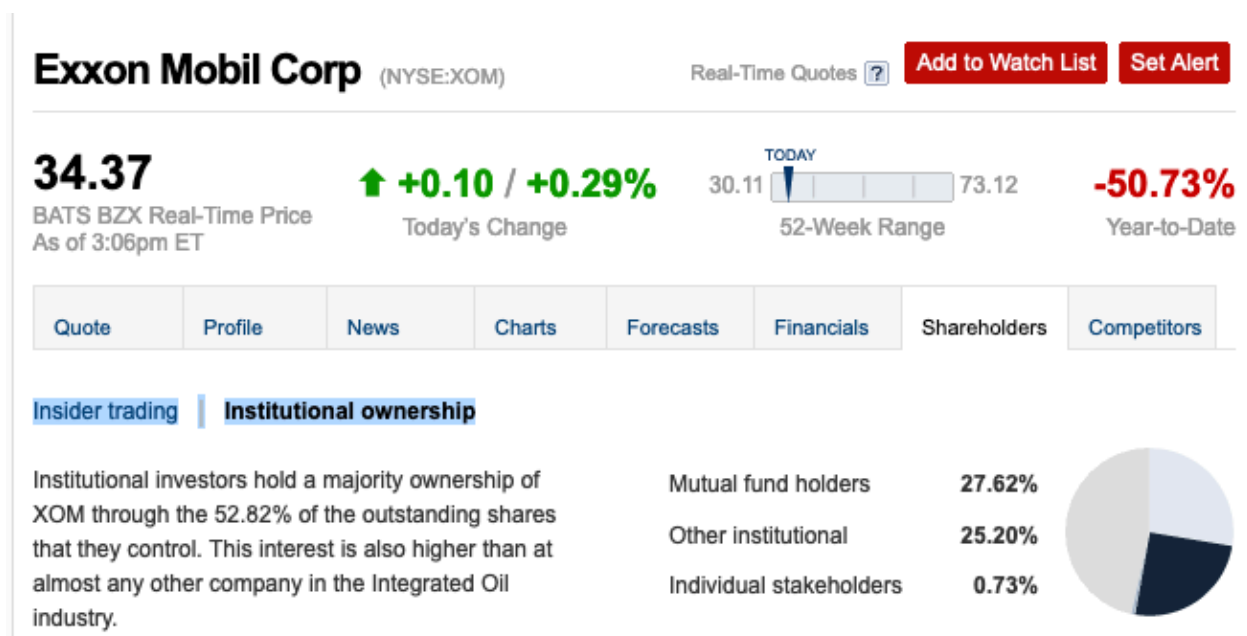 Exxon Mobil Corp (NYSE:XOM) Real-Time Quotes ? Add to Watch List Set Alert
TODAY
34.37 +0.10 / +0.29% 30.11 73.12 -50.73%
BATS BZX Real-Time Price Today's Change 52-Week Range Year-to-Date
As of 3:06pm ET
Quote Profile News Charts Forecasts Financials Shareholders Competitors
Insider trading | Institutional ownership
Institutional investors hold a majority ownership of
XOM through the 52.82% of the outstanding shares
that they control. This interest is also higher than at
almost any other company in the Integrated Oil
industry.
Mutual fund holders 27.62%
Other institutional 25.20%
Individual stakeholders 0.73%